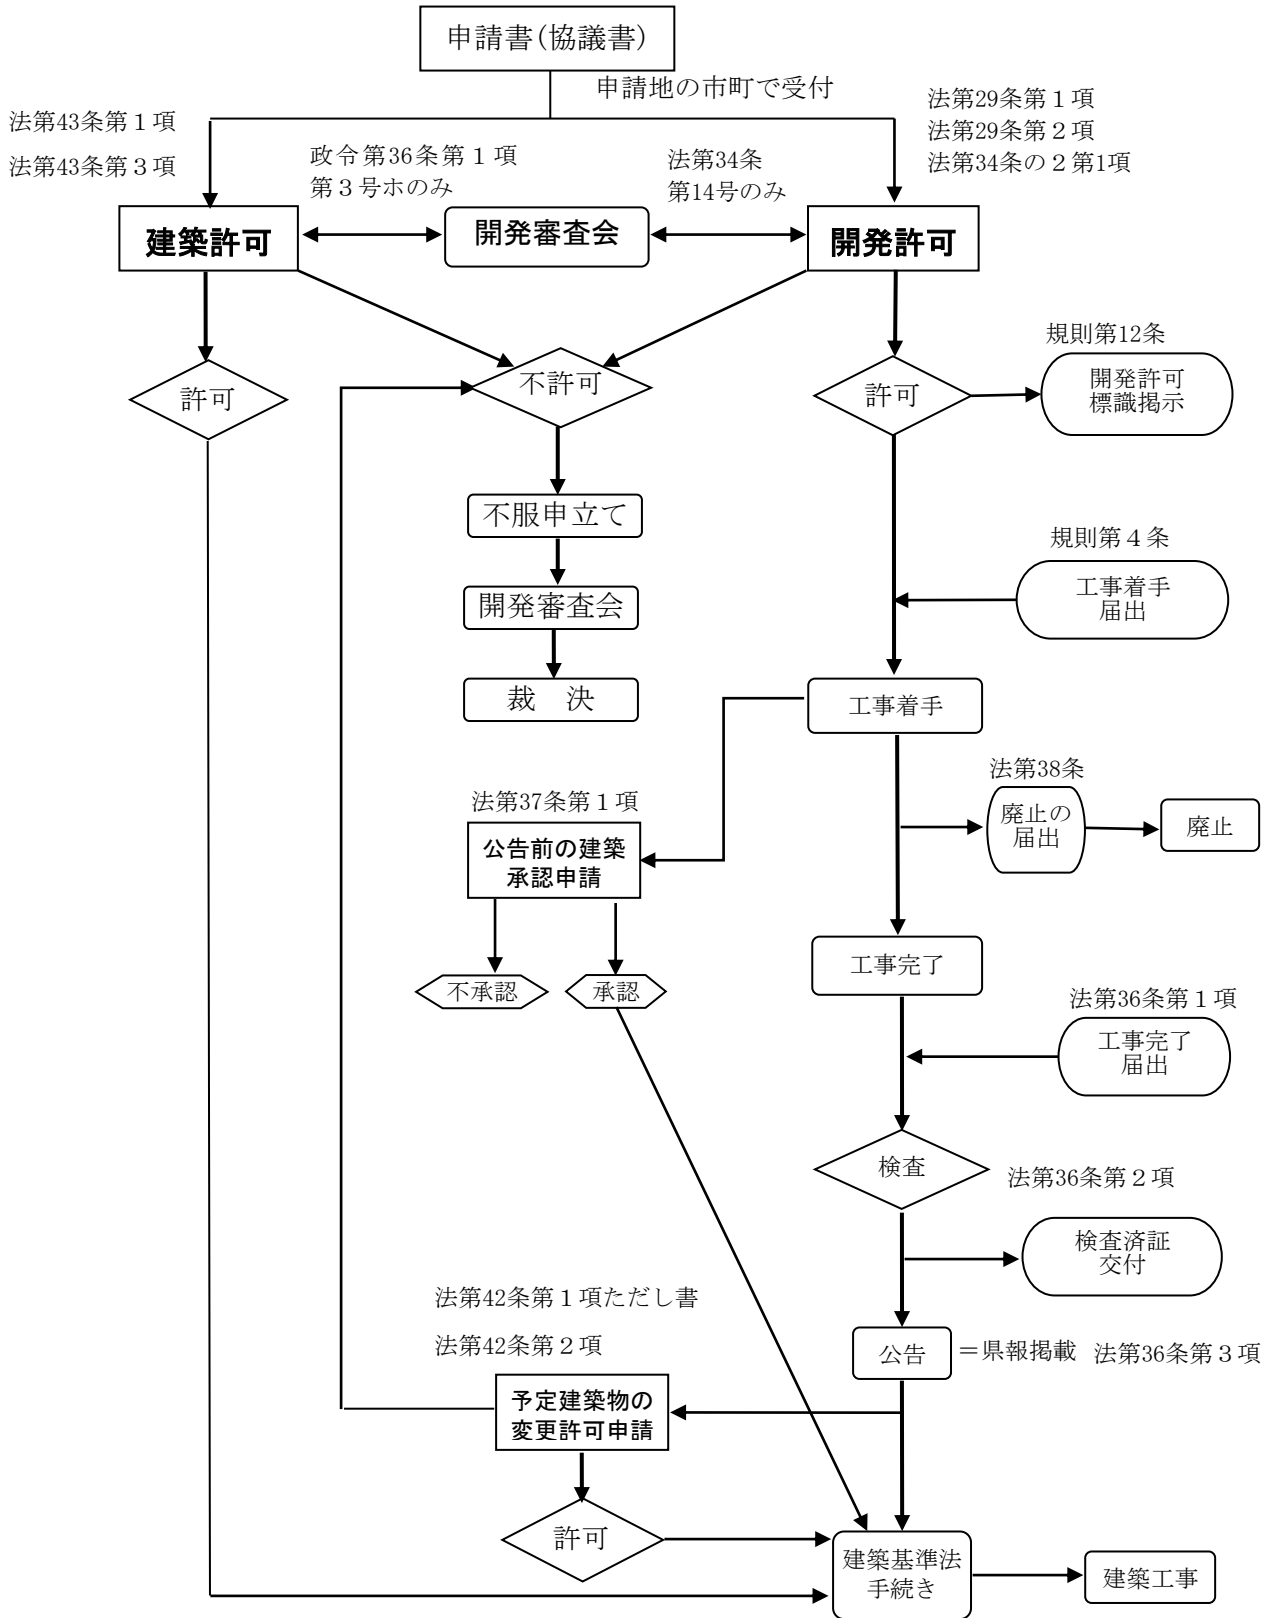 申請書(協議書)
申請地の市町で受付
法第43条第１項
法第43条第３項
政令第36条第１項
第３号ホのみ
法第34条
第14号のみ
法第29条第１項
法第29条第２項
法第34条の２第1項
建築許可
開発審査会
開発許可
規則第12条
許可
不許可
許可
開発許可
標識掲示
不服申立て
規則第４条
工事着手
届出
開発審査会
裁　決
工事着手
法第38条
廃止の
届出
廃止
法第37条第１項
公告前の建築
承認申請
工事完了
不承認
承認
法第36条第１項
工事完了
届出
検査
法第36条第２項
検査済証
交付
法第42条第１項ただし書
法第42条第２項
公告
＝県報掲載
法第36条第３項
予定建築物の
変更許可申請
許可
建築基準法
手続き
建築工事